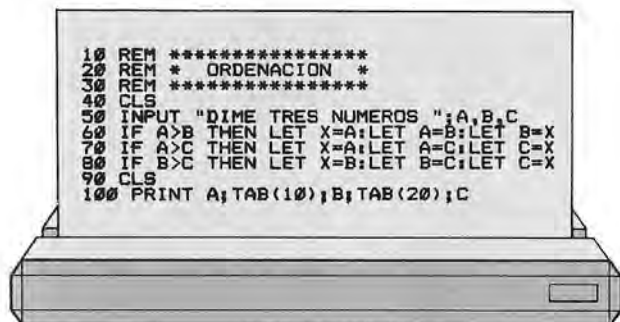 10 REM ****************
20 REM *  ORDENACION  *
30 REM ****************
40 CLS
50 INPUT "DIME TRES NUMEROS ";A,B,C
60 IF A>B THEN LET X=A:LET A=B:LET B=X
70 IF A>C THEN LET X=A:LET A=C:LET C=X
80 IF B>C THEN LET X=B:LET B=C:LET C=X
90 CLS
100 PRINT A;TAB(10);B;TAB(20);C